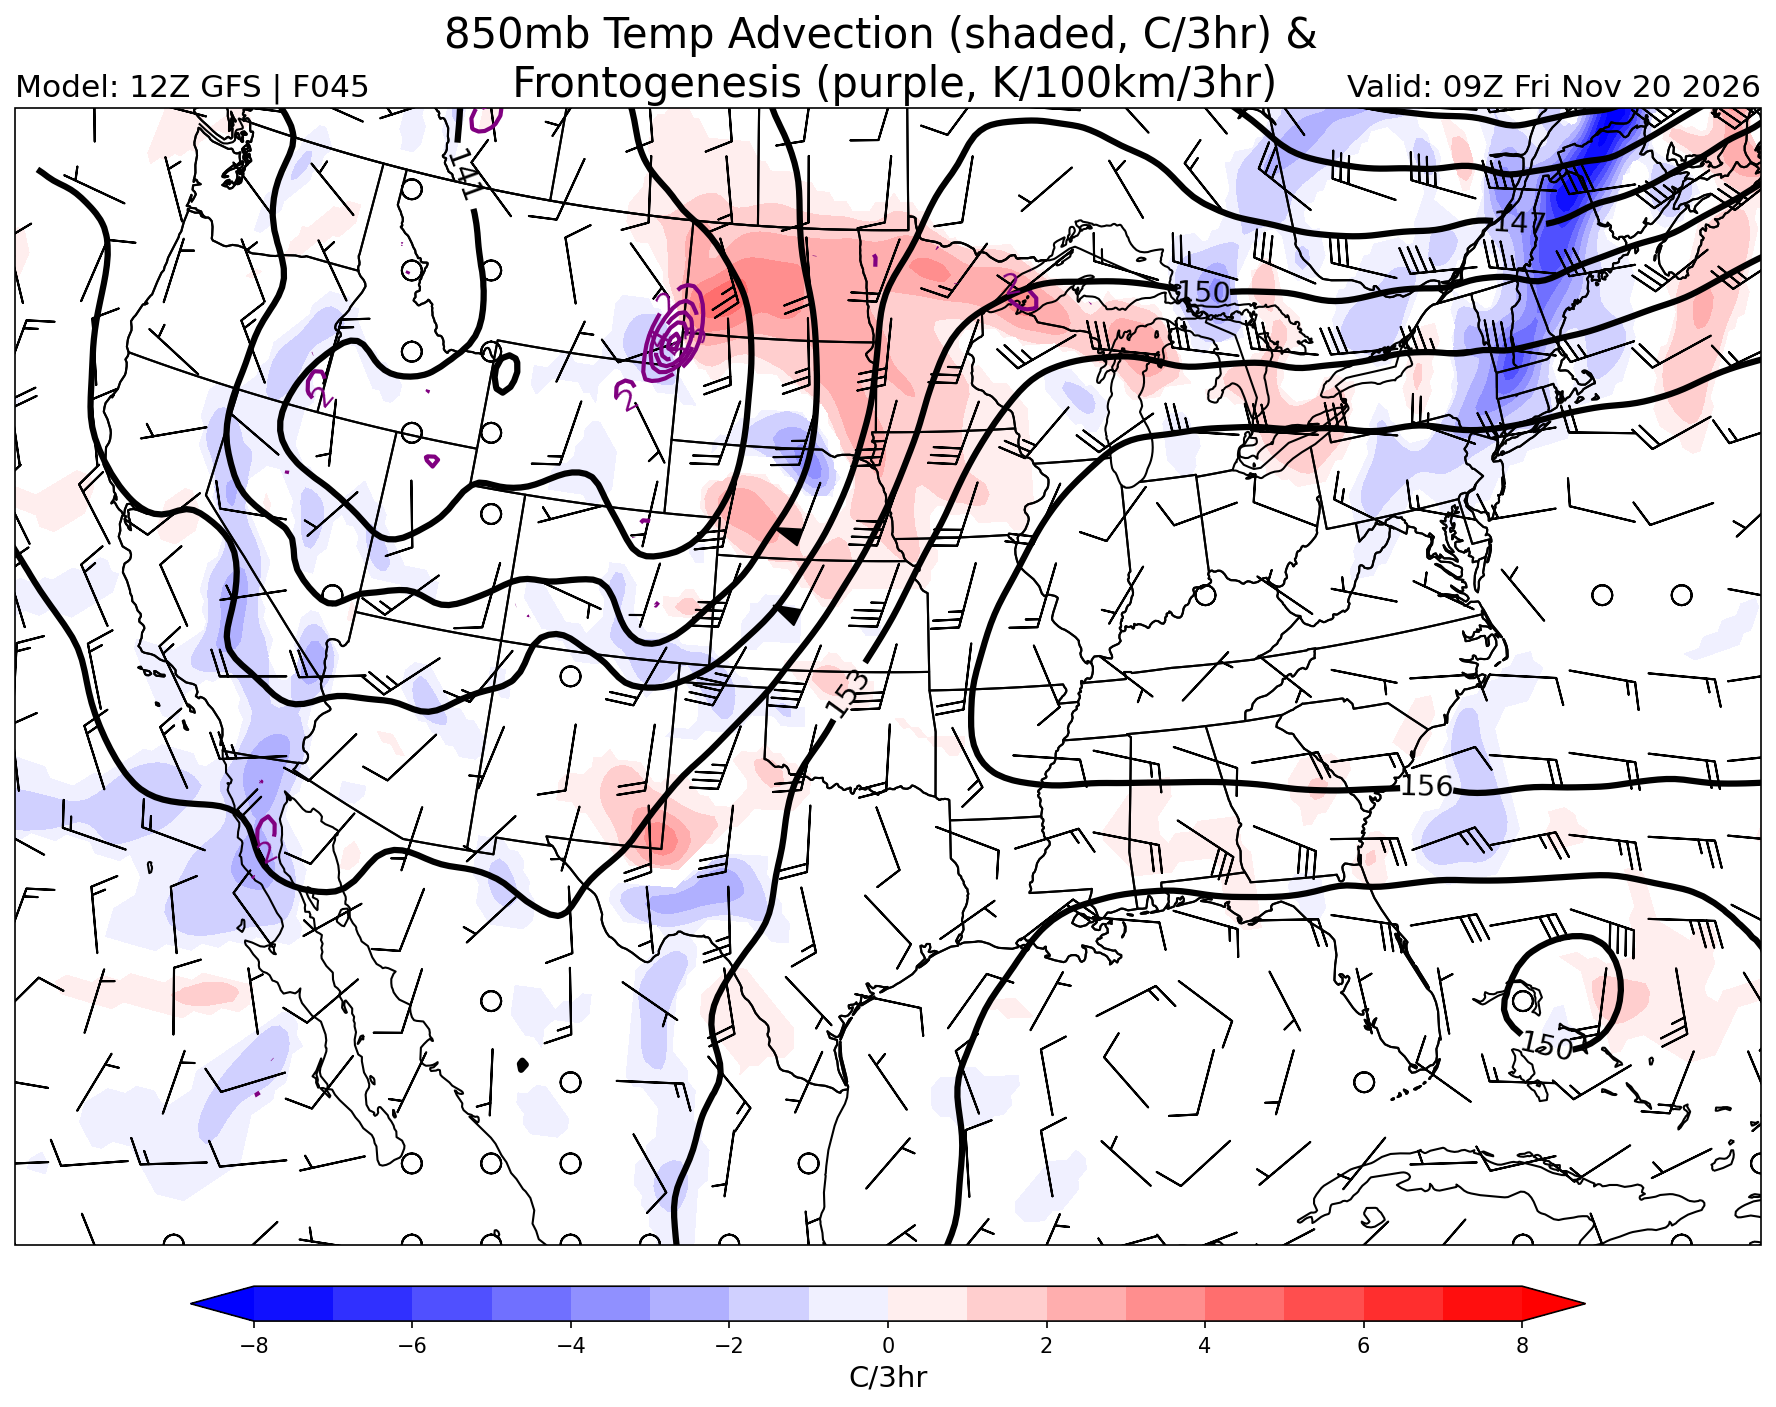 850mb Temp Advection (shaded, C/3hr) &
Frontogenesis (purple, K/100km/3hr)
Model: 12Z GFS | F045
Valid: 09Z Fri Nov 20 2026
141
147
150
2
2
2
2
153
156
2
150
−8 −6 −4 −2 0 2 4 6 8
C/3hr